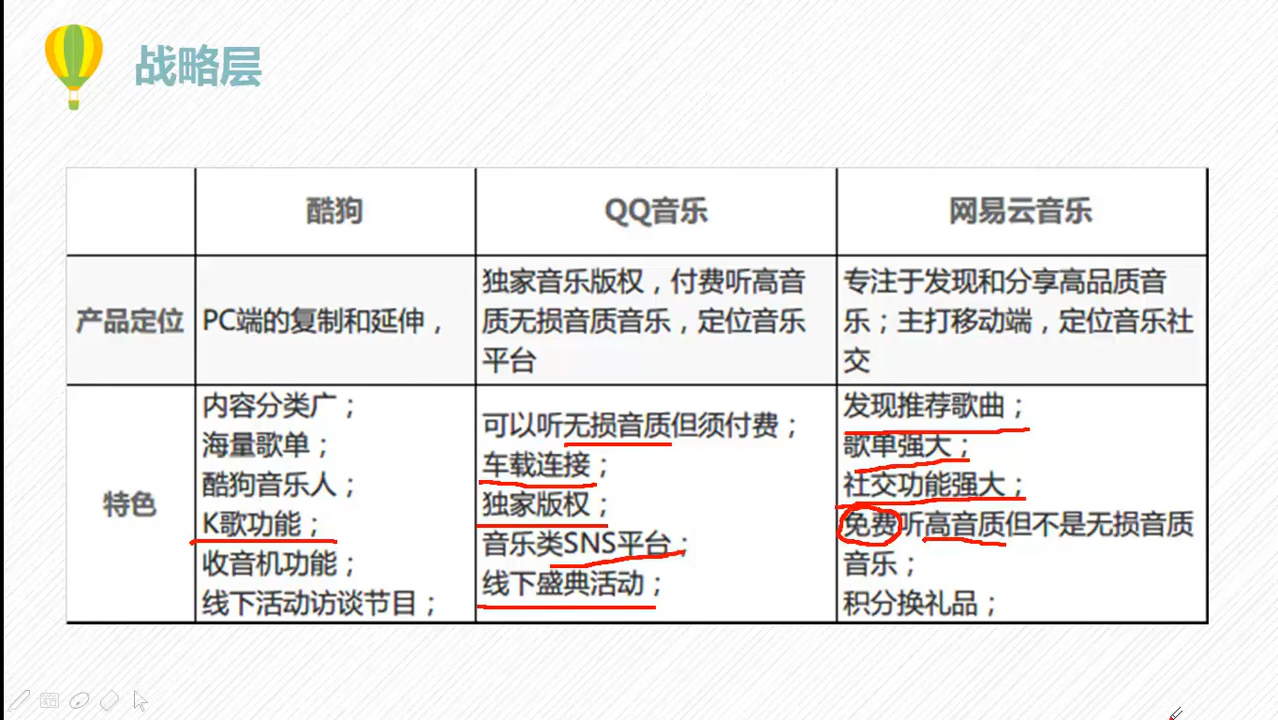 战略层
酷狗
QQ音乐
网易云音乐
产品定位
PC端的复制和延伸，
独家音乐版权，付费听高音
质无损音质音乐，定位音乐
平台
专注于发现和分享高品质音
乐；主打移动端，定位音乐社
交
特色
内容分类广；
海量歌单；
酷狗音乐人；
K歌功能；
收音机功能；
线下活动访谈节目；
可以听无损音质但须付费；
车载连接；
独家版权；
音乐类SNS平台；
线下盛典活动；
发现推荐歌曲；
歌单强大；
社交功能强大；
免费听高音质但不是无损音质
音乐；
积分换礼品；